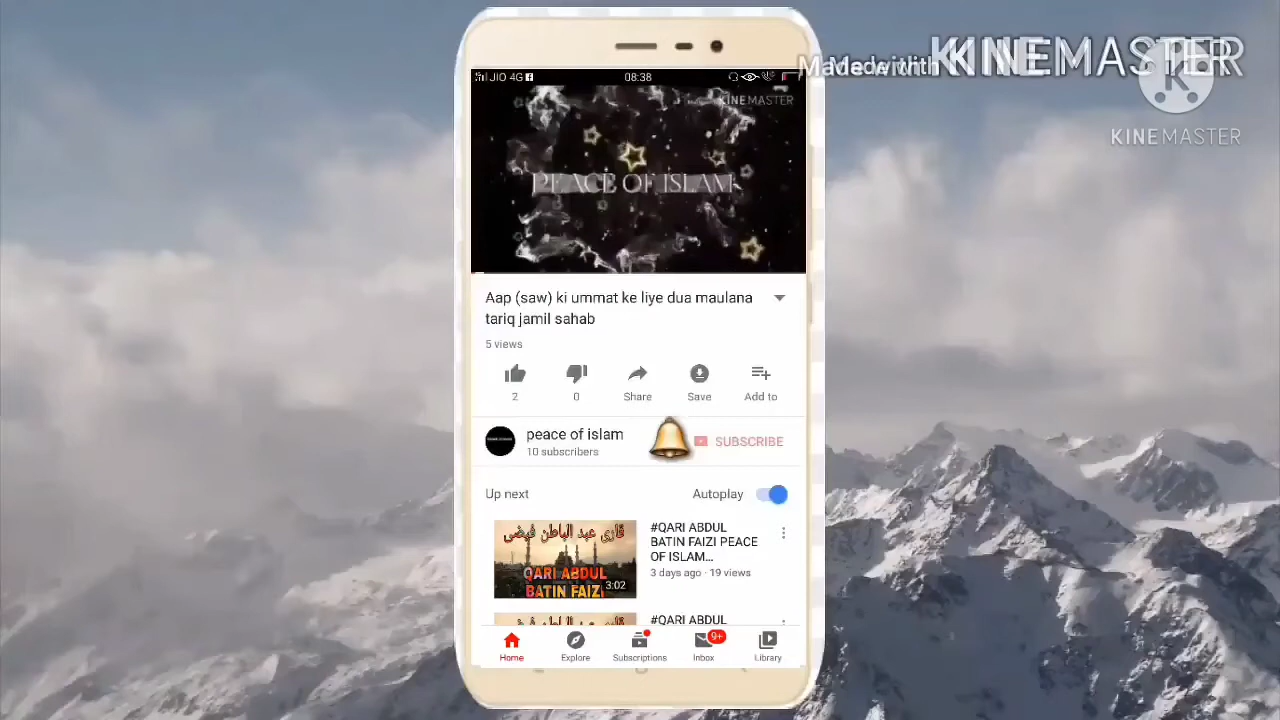 Made with KINEMASTER
KINEMASTER
JIO 4G
08:38
KINEMASTER
PEACE OF ISLAM
Aap (saw) ki ummat ke liye dua maulana
tariq jamil sahab
5 views
2
0
Share
Save
Add to
peace of islam
10 subscribers
SUBSCRIBE
Up next
Autoplay
قاري عبد الباطن فيضى
QARI ABDUL
BATIN FAIZI
3:02
#QARI ABDUL
BATIN FAIZI PEACE
OF ISLAM...
3 days ago · 19 views
#QARI ABDUL
Home
Explore
Subscriptions
9+
Inbox
Library